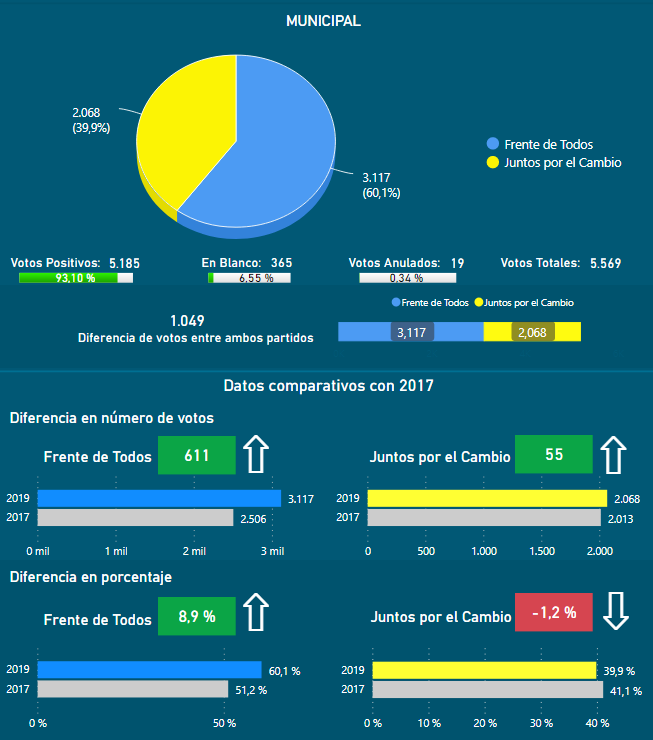 MUNICIPAL
2.068
(39,9%)
3.117
(60,1%)
Frente de Todos
Juntos por el Cambio
Votos Positivos: 5.185
93,10 %
En Blanco: 365
6,55 %
Votos Anulados: 19
0,34 %
Votos Totales: 5.569
1.049
Diferencia de votos entre ambos partidos
Frente de Todos Juntos por el Cambio
3,117 2,068
Datos comparativos con 2017
Diferencia en número de votos
Frente de Todos 611
2019 3.117
2017 2.506
0 mil 1 mil 2 mil 3 mil
Juntos por el Cambio 55
2019 2.068
2017 2.013
0 500 1.000 1.500 2.000
Diferencia en porcentaje
Frente de Todos 8,9 %
2019 60,1 %
2017 51,2 %
0 % 50 %
Juntos por el Cambio -1,2 %
2019 39,9 %
2017 41,1 %
0 % 10 % 20 % 30 % 40 %